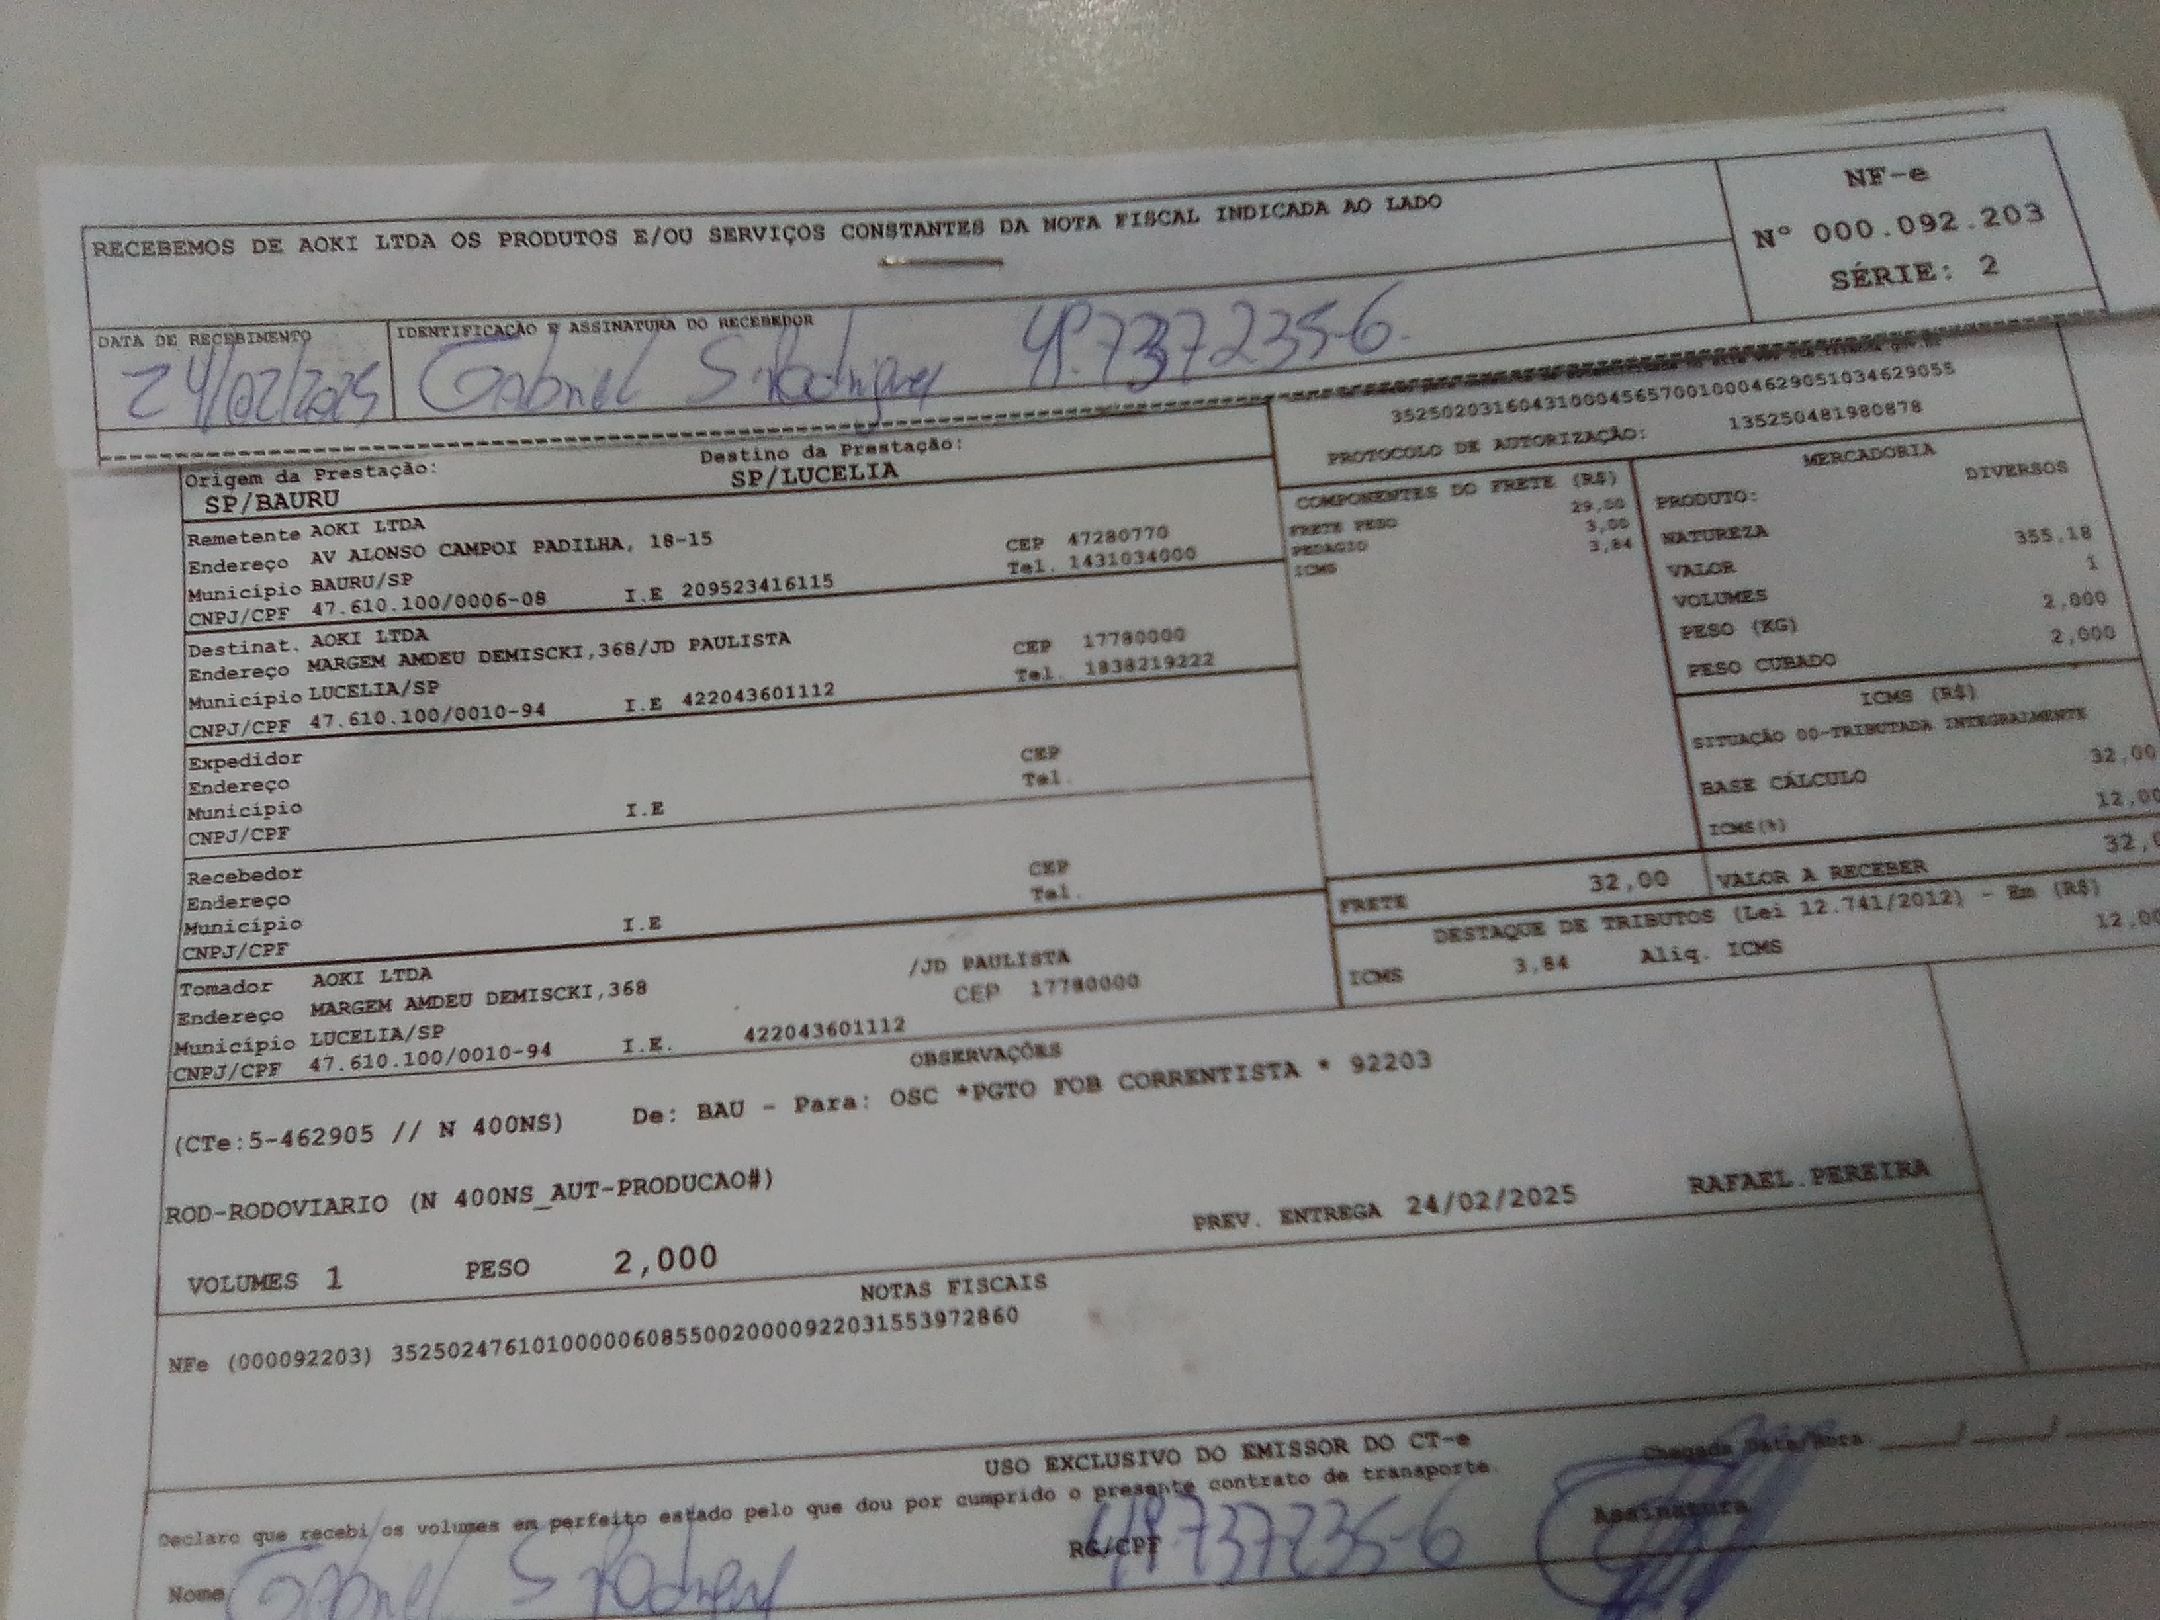 RECEBEMOS DE AOKI LTDA OS PRODUTOS E/OU SERVIÇOS CONSTANTES DA NOTA FISCAL INDICADA AO LADO
NF-e
Nº 000.092.203
SÉRIE: 2
DATA DE RECEBIMENTO
24/02/2025
IDENTIFICAÇÃO E ASSINATURA DO RECEBEDOR
Gabriel S Rodrigues 49.737235-6
35250203160431000456570010004629051034629055
PROTOCOLO DE AUTORIZAÇÃO: 135250481980878
Origem da Prestação:
SP/BAURU
Destino da Prestação:
SP/LUCELIA
Remetente AOKI LTDA
Endereço AV ALONSO CAMPOI PADILHA, 18-15 CEP 47280770
Município BAURU/SP Tel. 1431034000
CNPJ/CPF 47.610.100/0006-08 I.E 209523416115
Destinat. AOKI LTDA
Endereço MARGEM AMDEU DEMISCKI,368/JD PAULISTA CEP 17780000
Município LUCELIA/SP Tel. 1838219222
CNPJ/CPF 47.610.100/0010-94 I.E 422043601112
Expedidor CEP
Endereço Tel.
Município I.E
CNPJ/CPF
Recebedor CEP
Endereço Tel.
Município I.E
CNPJ/CPF
Tomador AOKI LTDA /JD PAULISTA
Endereço MARGEM AMDEU DEMISCKI,368 CEP 17780000
Município LUCELIA/SP
CNPJ/CPF 47.610.100/0010-94 I.E. 422043601112
COMPONENTES DO FRETE (R$)
FRETE PESO 29,00
PEDAGIO 3,00
ICMS 3,84
MERCADORIA
PRODUTO: DIVERSOS
NATUREZA
VALOR 355,18
VOLUMES 1
PESO (KG) 2,000
PESO CUBADO 2,000
ICMS (R$)
SITUAÇÃO 00-TRIBUTADA INTEGRALMENTE
BASE CÁLCULO 32,00
ICMS(%) 12,00
FRETE 32,00
VALOR A RECEBER
DESTAQUE DE TRIBUTOS (Lei 12.741/2012) - Em (R$)
ICMS 3,84 Aliq. ICMS 12,00
OBSERVAÇÕES
(CTe:5-462905 // N 400NS) De: BAU - Para: OSC *PGTO FOB CORRENTISTA * 92203
ROD-RODOVIARIO (N 400NS_AUT-PRODUCAO#)
PREV. ENTREGA 24/02/2025 RAFAEL.PEREIRA
VOLUMES 1 PESO 2,000
NOTAS FISCAIS
NFe (000092203) 35250247610100000608550020000922031553972860
USO EXCLUSIVO DO EMISSOR DO CT-e
Declaro que recebi os volumes em perfeito estado pelo que dou por cumprido o presente contrato de transporte.
Chegada Data/Hora ____/____/
Nome Gabriel S Rodrigues
RG/CPF 49.737235-6
Assinatura